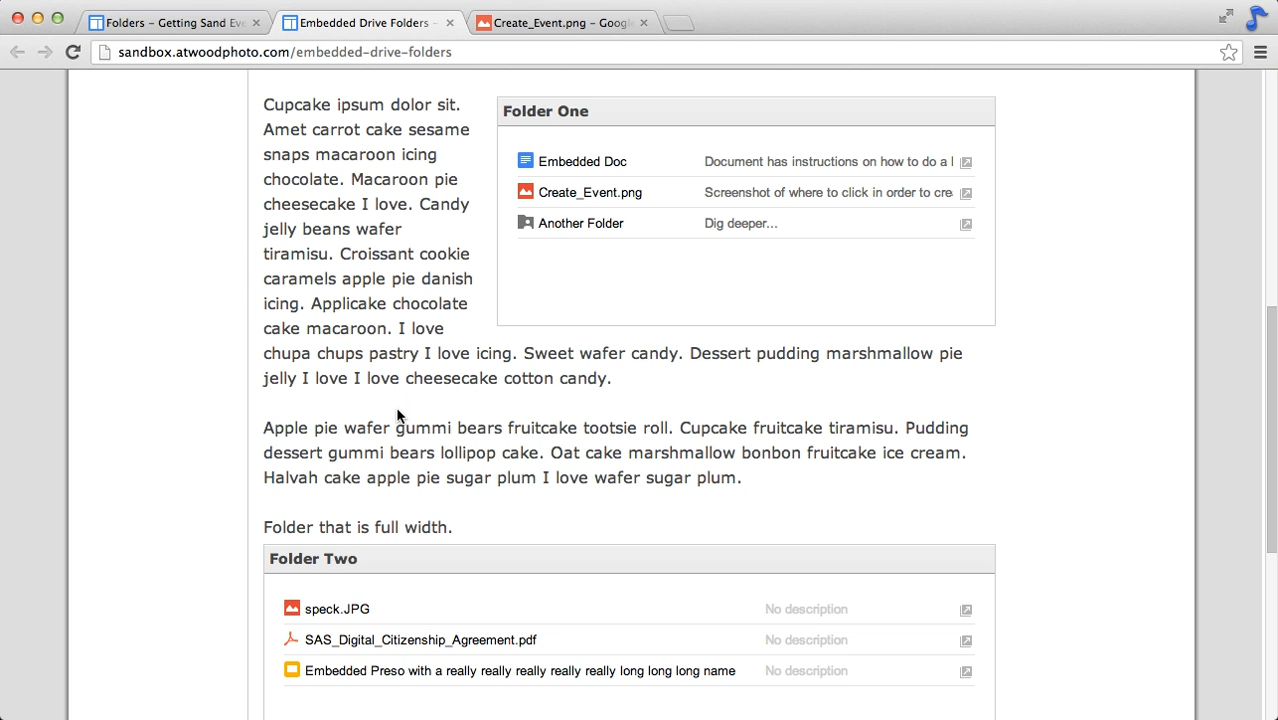 Folders – Getting Sand Eve
Embedded Drive Folders -
Create_Event.png – Google
sandbox.atwoodphoto.com/embedded-drive-folders
Cupcake ipsum dolor sit.
Amet carrot cake sesame
snaps macaroon icing
chocolate. Macaroon pie
cheesecake I love. Candy
jelly beans wafer
tiramisu. Croissant cookie
caramels apple pie danish
icing. Applicake chocolate
cake macaroon. I love
chupa chups pastry I love icing. Sweet wafer candy. Dessert pudding marshmallow pie
jelly I love I love cheesecake cotton candy.
Folder One
Embedded Doc Document has instructions on how to do a l
Create_Event.png Screenshot of where to click in order to cre
Another Folder Dig deeper...
Apple pie wafer gummi bears fruitcake tootsie roll. Cupcake fruitcake tiramisu. Pudding
dessert gummi bears lollipop cake. Oat cake marshmallow bonbon fruitcake ice cream.
Halvah cake apple pie sugar plum I love wafer sugar plum.
Folder that is full width.
Folder Two
speck.JPG No description
SAS_Digital_Citizenship_Agreement.pdf No description
Embedded Preso with a really really really really really long long long name No description